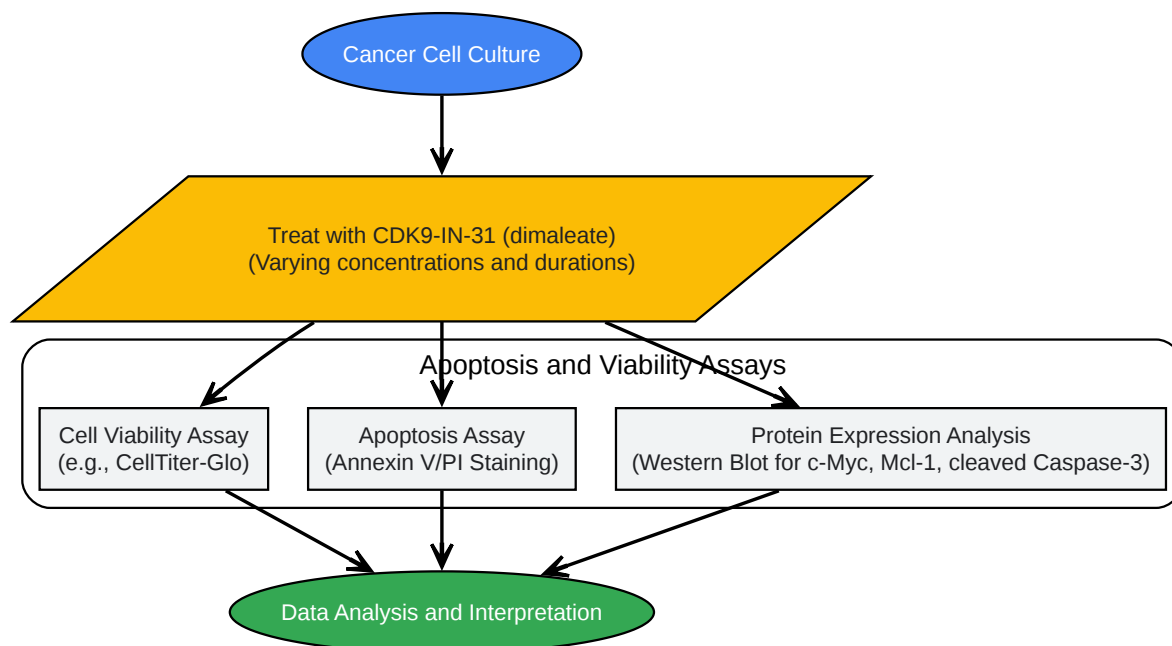 Cancer Cell Culture
Treat with CDK9-IN-31 (dimaleate)
(Varying concentrations and durations)
Apoptosis and Viability Assays
Cell Viability Assay
(e.g., CellTiter-Glo)
Apoptosis Assay
(Annexin V/PI Staining)
Protein Expression Analysis
(Western Blot for c-Myc, Mcl-1, cleaved Caspase-3)
Data Analysis and Interpretation